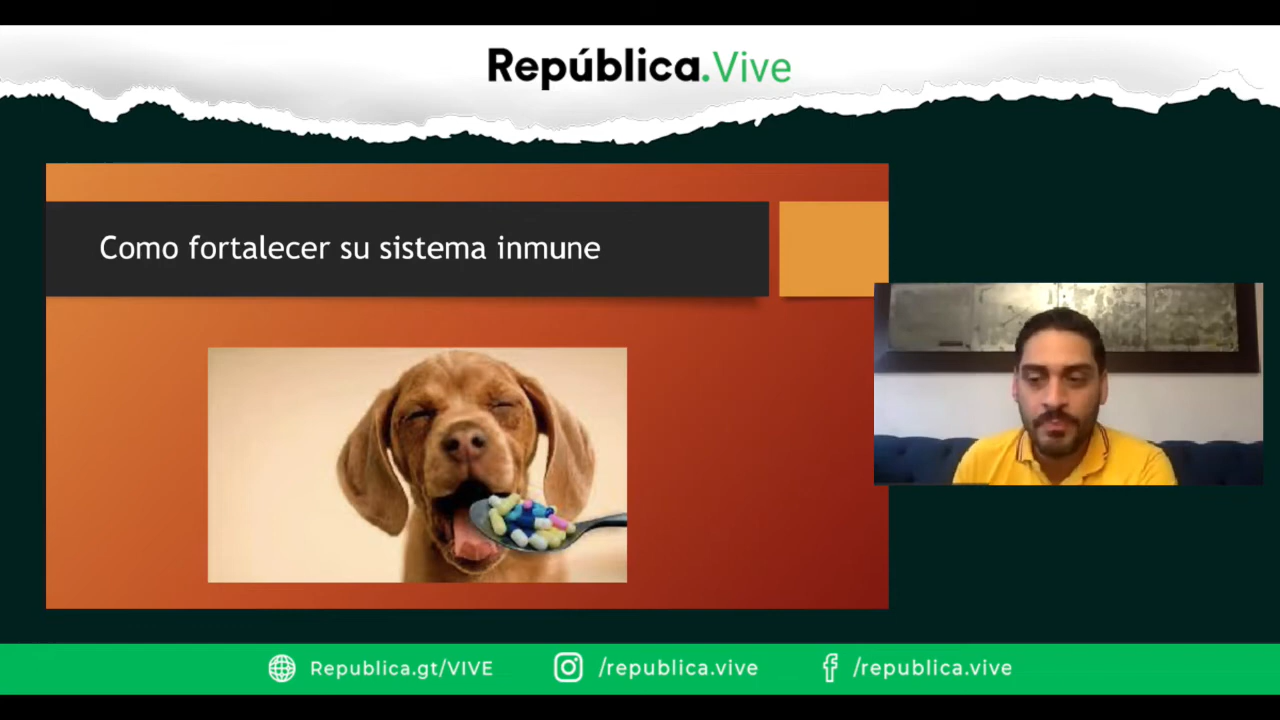 República.Vive
Como fortalecer su sistema inmune
Republica.gt/VIVE
/republica.vive
/republica.vive